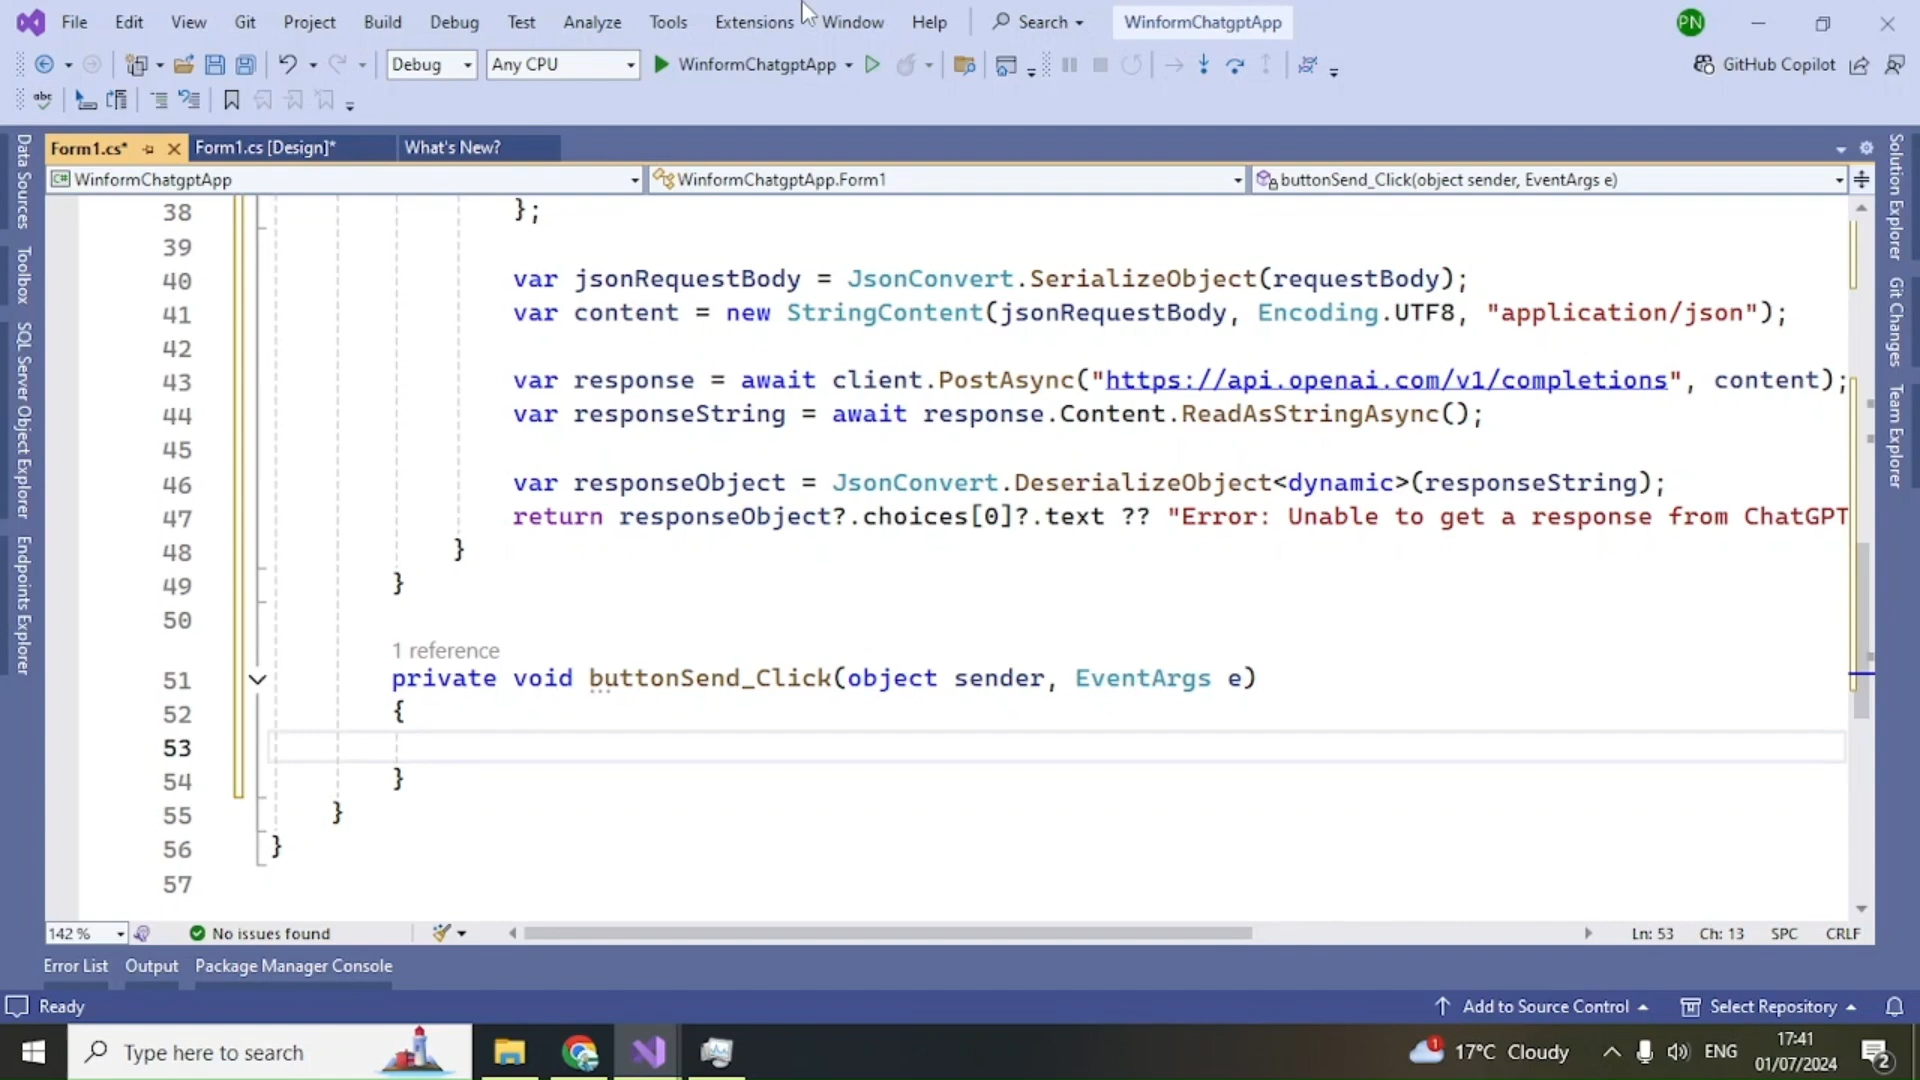 File Edit View Git Project Build Debug Test Analyze Tools Extensions Window Help Search WinformChatgptApp PN
Debug Any CPU WinformChatgptApp GitHub Copilot
abc
Form1.cs* Form1.cs [Design]* What's New?
C# WinformChatgptApp WinformChatgptApp.Form1 buttonSend_Click(object sender, EventArgs e)
Data Sources
Toolbox
SQL Server Object Explorer
Endpoints Explorer
38 };
39
40 var jsonRequestBody = JsonConvert.SerializeObject(requestBody);
41 var content = new StringContent(jsonRequestBody, Encoding.UTF8, "application/json");
42
43 var response = await client.PostAsync("https://api.openai.com/v1/completions", content);
44 var responseString = await response.Content.ReadAsStringAsync();
45
46 var responseObject = JsonConvert.DeserializeObject<dynamic>(responseString);
47 return responseObject?.choices[0]?.text ?? "Error: Unable to get a response from ChatGPT
48 }
49 }
50
1 reference
51 private void buttonSend_Click(object sender, EventArgs e)
52 {
53
54 }
55 }
56 }
57
Solution Explorer
Git Changes
Team Explorer
142 % No issues found Ln: 53 Ch: 13 SPC CRLF
Error List Output Package Manager Console
Ready Add to Source Control Select Repository
Type here to search 1 17°C Cloudy ENG 17:41
01/07/2024 2